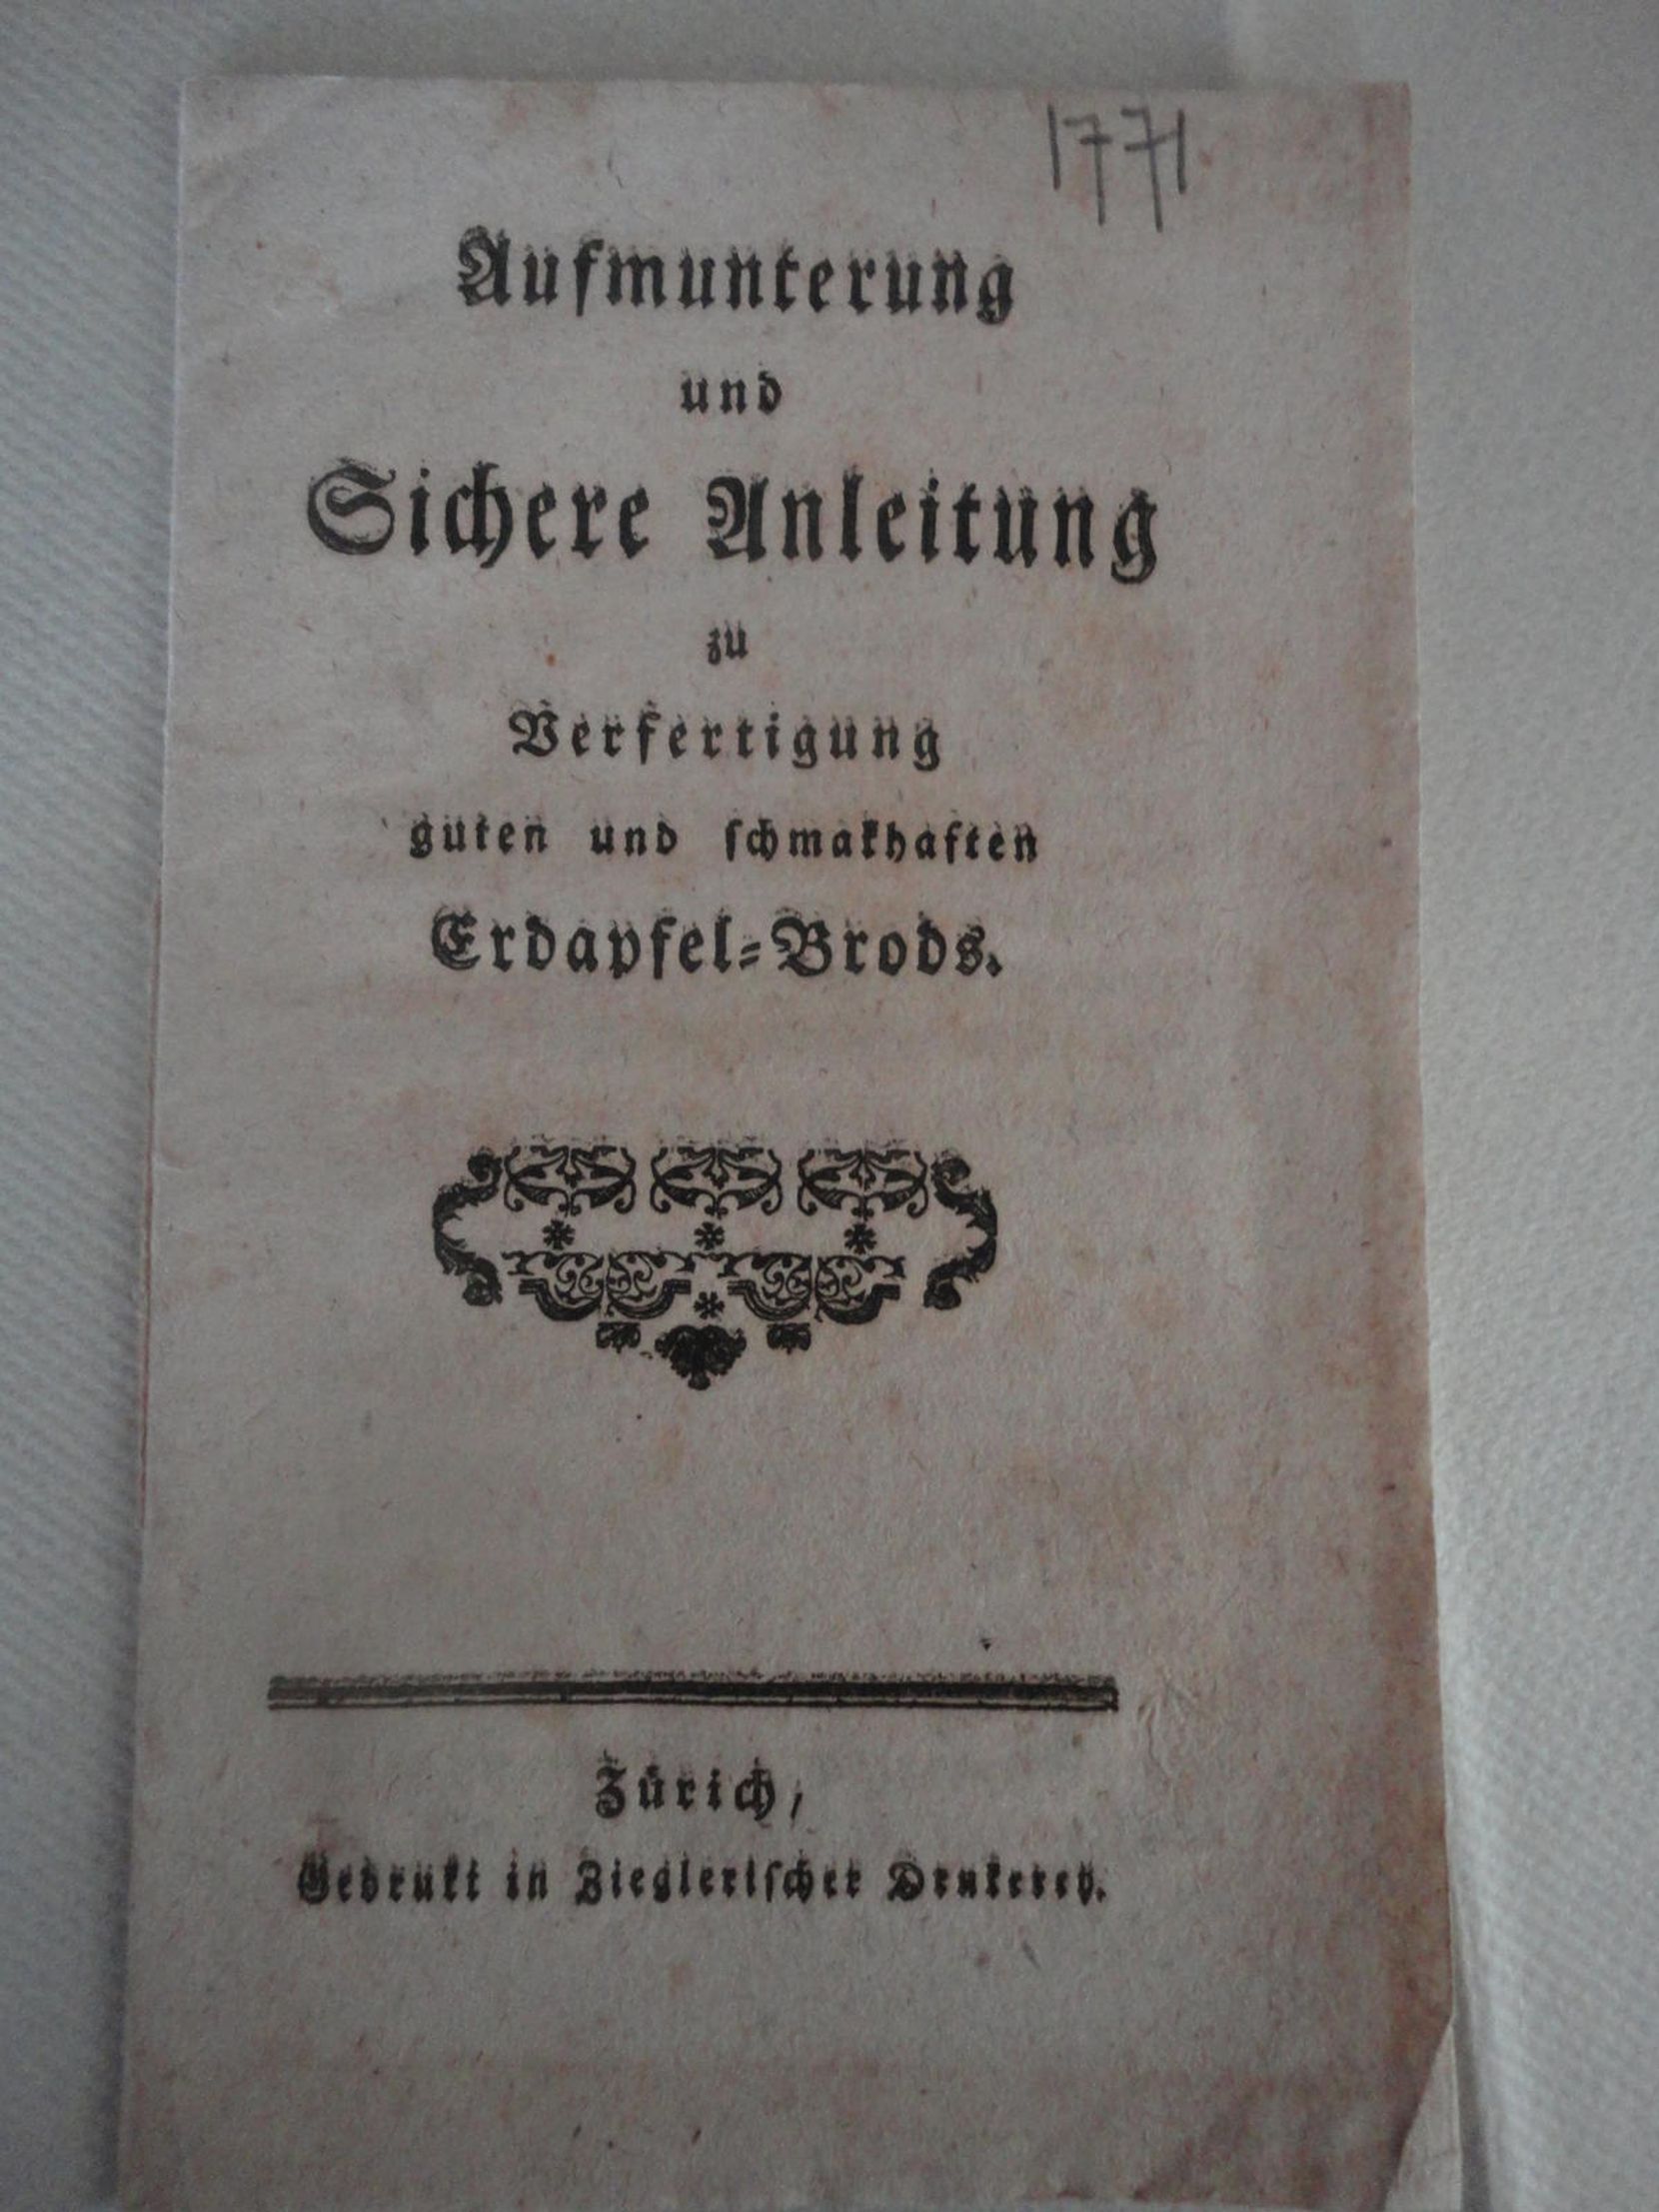 1771.
Aufmunterung
und
Sichere Anleitung
zu
Verfertigung
guten und schmakhaften
Erdapfel-Brods.
Zürich,
Gedrukt in Zieglerischer Drukerey.